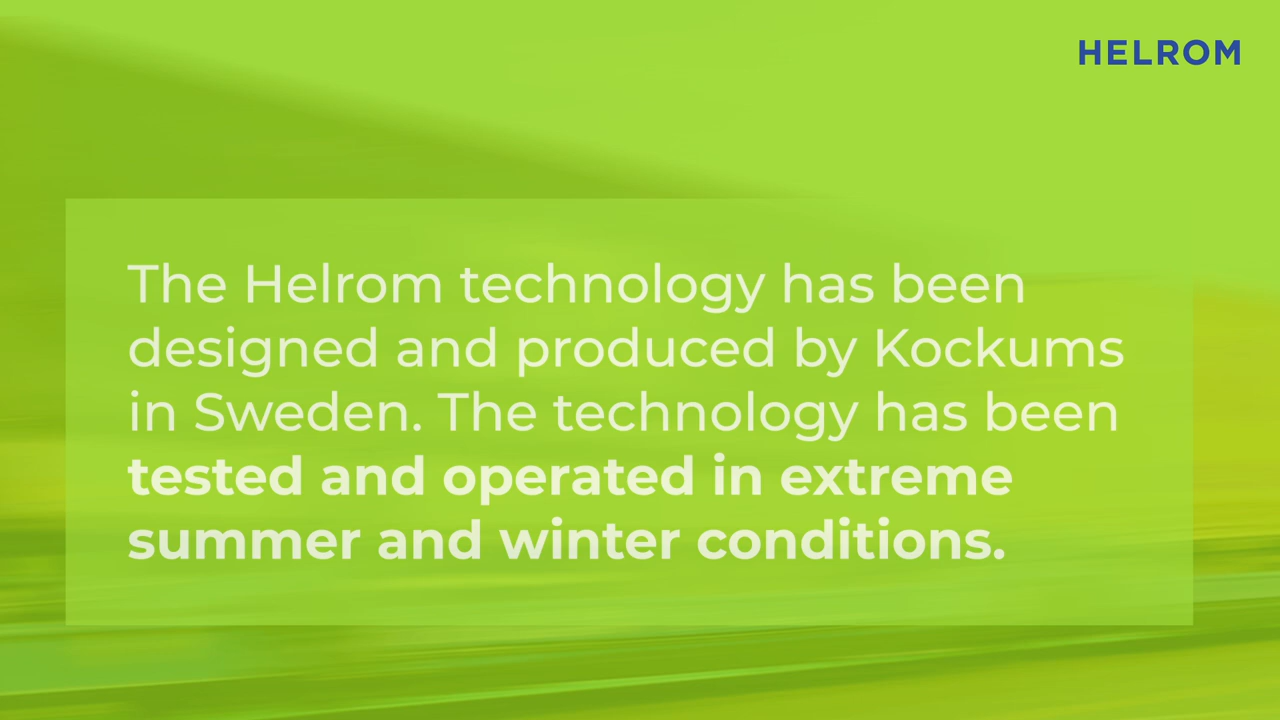 HELROM
The Helrom technology has been
designed and produced by Kockums
in Sweden. The technology has been
tested and operated in extreme
summer and winter conditions.